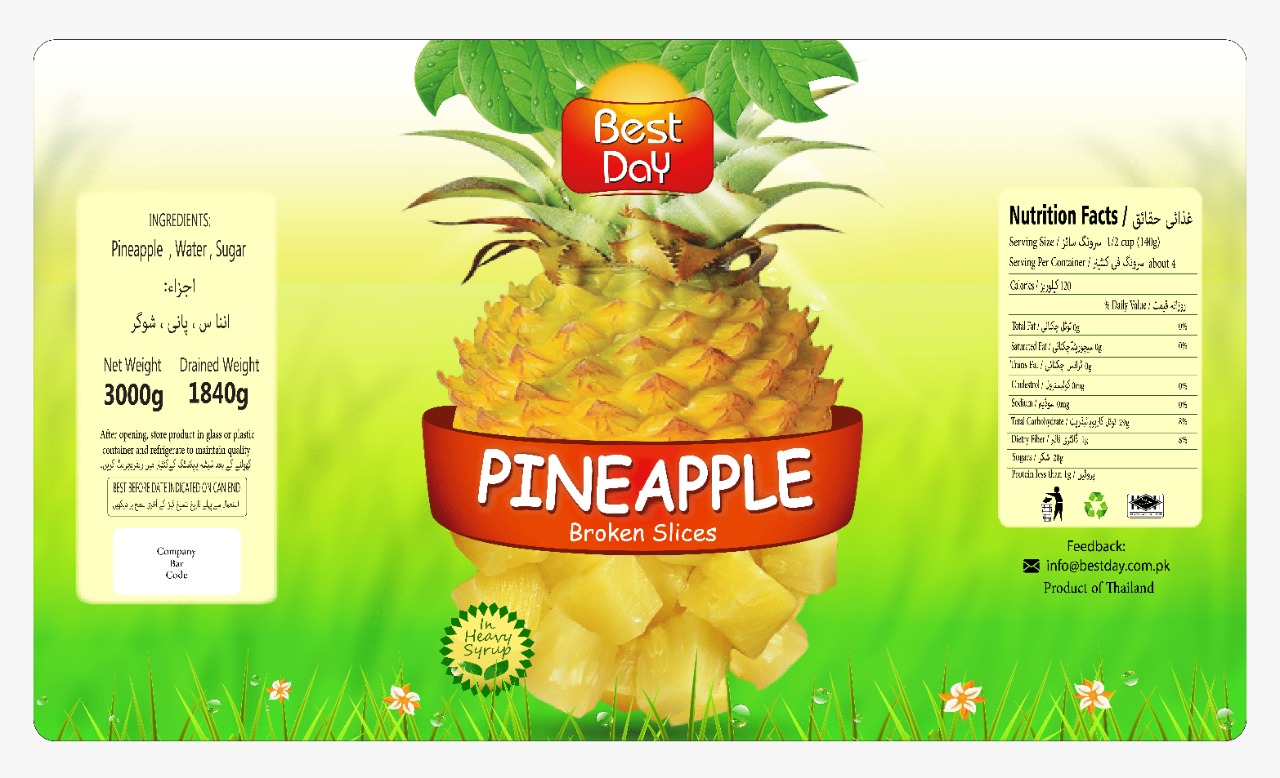 Best
Day
INGREDIENTS:
Pineapple , Water , Sugar
اجزاء:
اننا س ، پانی ، شوگر
Net Weight Drained Weight
3000g 1840g
After opening, store product in glass or plastic
container and refrigerate to maintain quality
BEST BEFORE DATE INDICATED ON CAN END
Company
Bar
Code
PINEAPPLE
Broken Slices
In
Heavy
Syrup
Nutrition Facts / غذائی حقائق
Serving Size / سرونگ سائز 1/2 cup (140g)
Serving Per Container / سرونگ فی کنٹینر about 4
Calories / کیلوریز 120
% Daily Value / روزانہ قیمت
Total Fat / ٹوٹل چکنائی 0g 0%
Saturated Fat / سیچوریٹڈ چکنائی 0g 0%
Trans Fat / ٹرانس چکنائی 0g
Cholestrol / کولیسٹرول 0mg 0%
Sodium / سوڈیم 0mg 0%
Total Carbohydrate / ٹوٹل کاربوہائیڈریٹ 8%
Dietry Fiber / ڈائٹری فائبر 1g
Sugars / شکر 28g
Protein less than 1g / پروٹین
Feedback:
info@bestday.com.pk
Product of Thailand